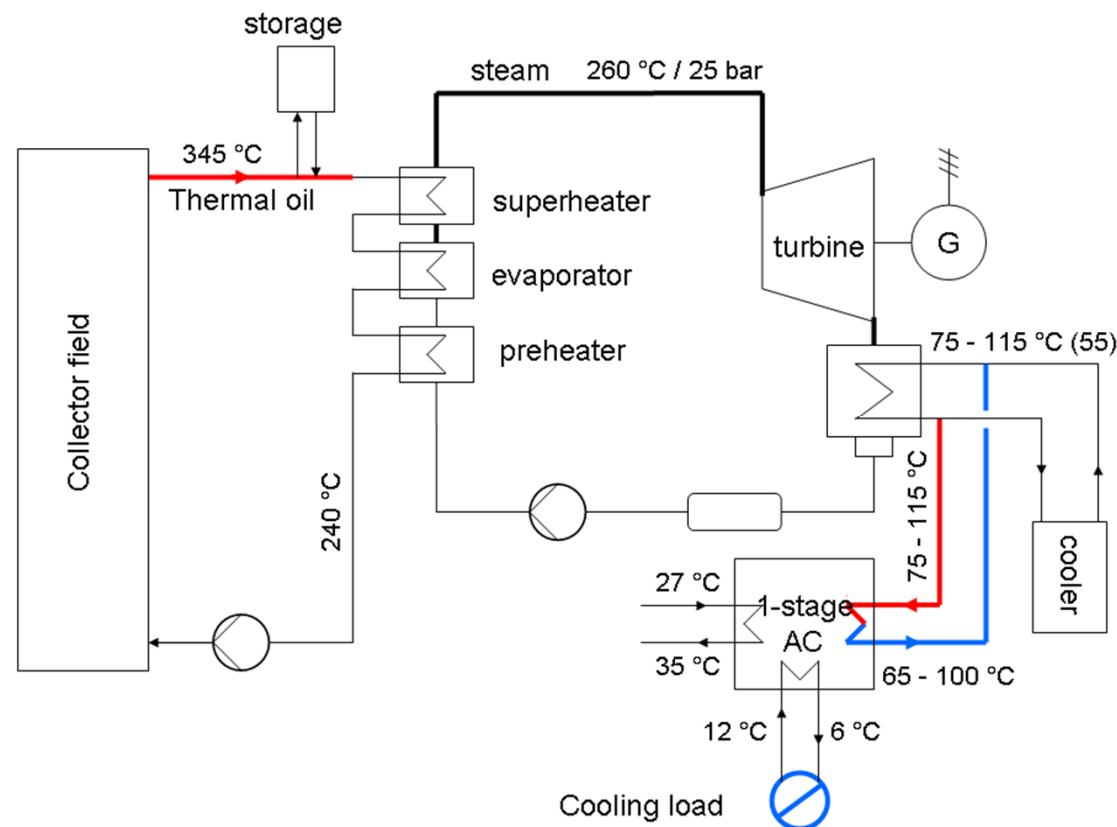 storage
steam 260 °C / 25 bar
345 °C
Thermal oil
superheater
evaporator
preheater
turbine
G
75 - 115 °C (55)
Collector field
240 °C
75 - 115 °C
cooler
27 °C
1-stage
AC
35 °C
65 - 100 °C
12 °C
6 °C
Cooling load